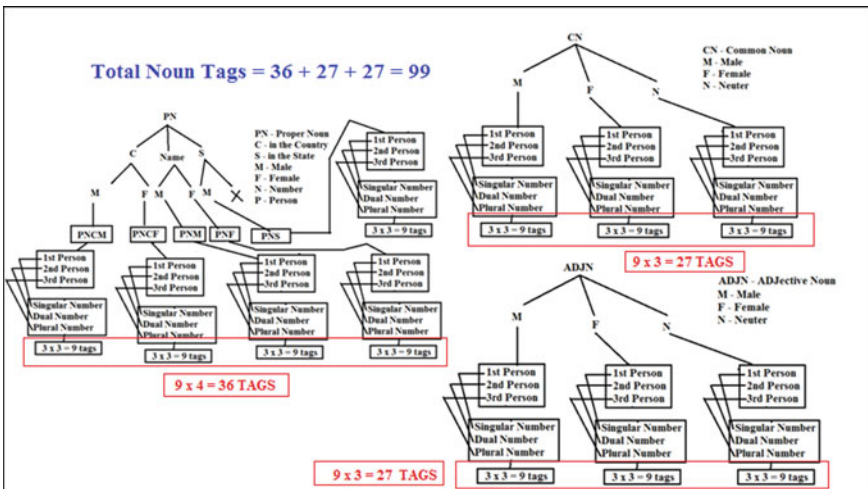 Total Noun Tags = 36 + 27 + 27 = 99
PN
C
Name
S
M
F
M
F
M
PNCM
PNCF
PNM
PNF
PNS
PN - Proper Noun
C - in the Country
S - in the State
M - Male
F - Female
N - Number
P - Person
1st Person
2nd Person
3rd Person
Singular Number
Dual Number
Plural Number
3 x 3 = 9 tags
1st Person
2nd Person
3rd Person
Singular Number
Dual Number
Plural Number
3 x 3 = 9 tags
1st Person
2nd Person
3rd Person
Singular Number
Dual Number
Plural Number
3 x 3 = 9 tags
1st Person
2nd Person
3rd Person
Singular Number
Dual Number
Plural Number
3 x 3 = 9 tags
1st Person
2nd Person
3rd Person
Singular Number
Dual Number
Plural Number
3 x 3 = 9 tags
9 x 4 = 36 TAGS
CN
M
F
N
CN - Common Noun
M - Male
F - Female
N - Neuter
1st Person
2nd Person
3rd Person
Singular Number
Dual Number
Plural Number
3 x 3 = 9 tags
1st Person
2nd Person
3rd Person
Singular Number
Dual Number
Plural Number
3 x 3 = 9 tags
1st Person
2nd Person
3rd Person
Singular Number
Dual Number
Plural Number
3 x 3 = 9 tags
9 x 3 = 27 TAGS
ADJN
M
F
N
ADJN - ADJective Noun
M - Male
F - Female
N - Neuter
1st Person
2nd Person
3rd Person
Singular Number
Dual Number
Plural Number
3 x 3 = 9 tags
1st Person
2nd Person
3rd Person
Singular Number
Dual Number
Plural Number
3 x 3 = 9 tags
1st Person
2nd Person
3rd Person
Singular Number
Dual Number
Plural Number
3 x 3 = 9 tags
9 x 3 = 27 TAGS